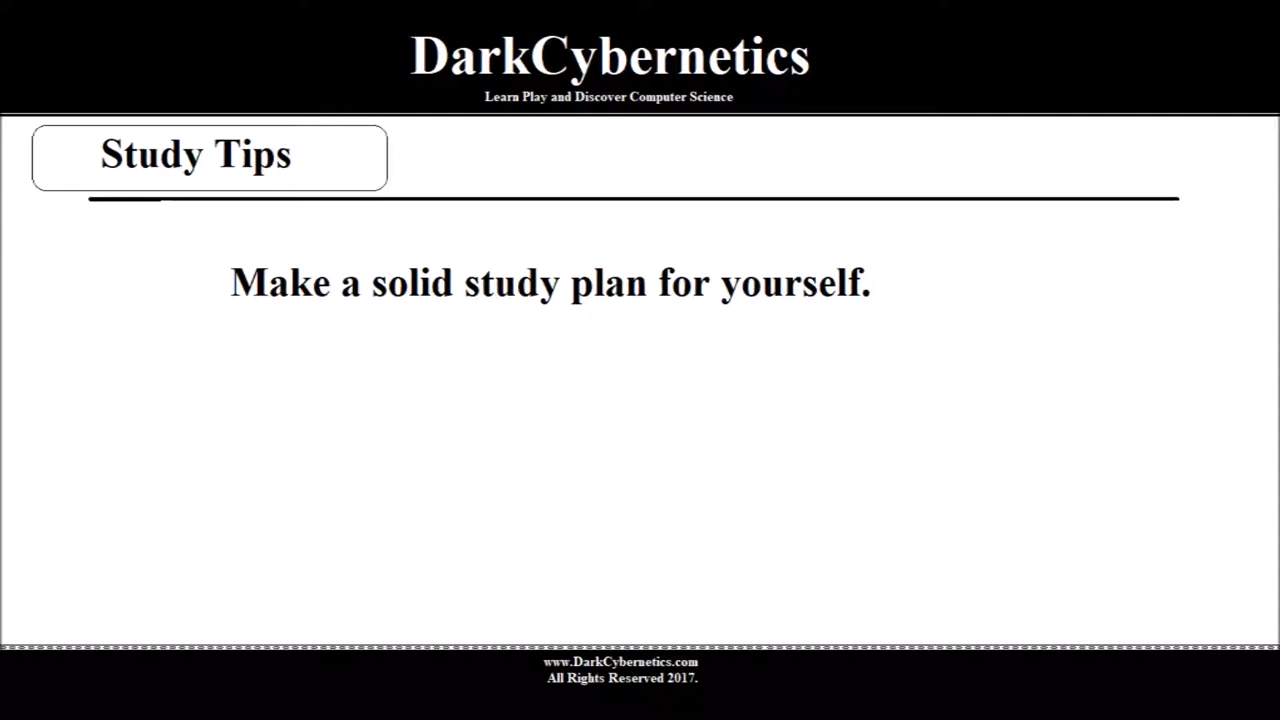 DarkCybernetics
Learn Play and Discover Computer Science
Study Tips
Make a solid study plan for yourself.
www.DarkCybernetics.com
All Rights Reserved 2017.